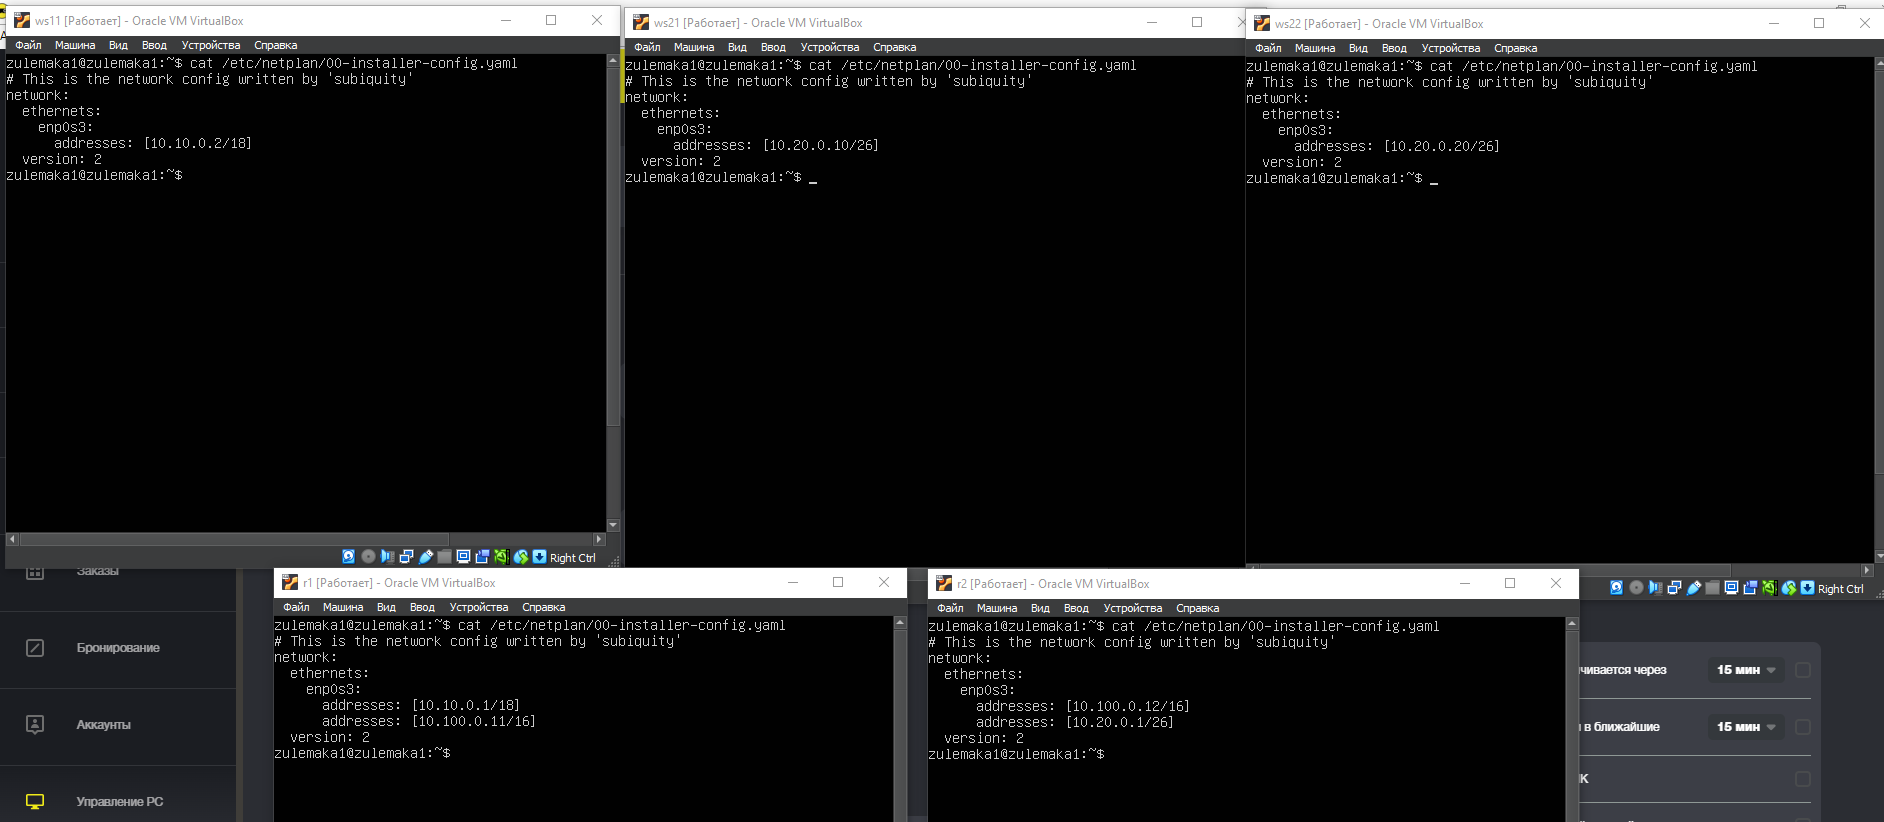 ws11 [Работает] - Oracle VM VirtualBox
Файл Машина Вид Ввод Устройства Справка
zulemaka1@zulemaka1:~$ cat /etc/netplan/00-installer-config.yaml
# This is the network config written by 'subiquity'
network:
  ethernets:
    enp0s3:
      addresses: [10.10.0.2/18]
  version: 2
zulemaka1@zulemaka1:~$
Right Ctrl
ws21 [Работает] - Oracle VM VirtualBox
Файл Машина Вид Ввод Устройства Справка
zulemaka1@zulemaka1:~$ cat /etc/netplan/00-installer-config.yaml
# This is the network config written by 'subiquity'
network:
  ethernets:
    enp0s3:
      addresses: [10.20.0.10/26]
  version: 2
zulemaka1@zulemaka1:~$ _
ws22 [Работает] - Oracle VM VirtualBox
Файл Машина Вид Ввод Устройства Справка
zulemaka1@zulemaka1:~$ cat /etc/netplan/00-installer-config.yaml
# This is the network config written by 'subiquity'
network:
  ethernets:
    enp0s3:
      addresses: [10.20.0.20/26]
  version: 2
zulemaka1@zulemaka1:~$ _
Right Ctrl
Заказы
Бронирование
Аккаунты
Управление PC
r1 [Работает] - Oracle VM VirtualBox
Файл Машина Вид Ввод Устройства Справка
zulemaka1@zulemaka1:~$ cat /etc/netplan/00-installer-config.yaml
# This is the network config written by 'subiquity'
network:
  ethernets:
    enp0s3:
      addresses: [10.10.0.1/18]
      addresses: [10.100.0.11/16]
  version: 2
zulemaka1@zulemaka1:~$
r2 [Работает] - Oracle VM VirtualBox
Файл Машина Вид Ввод Устройства Справка
zulemaka1@zulemaka1:~$ cat /etc/netplan/00-installer-config.yaml
# This is the network config written by 'subiquity'
network:
  ethernets:
    enp0s3:
      addresses: [10.100.0.12/16]
      addresses: [10.20.0.1/26]
  version: 2
zulemaka1@zulemaka1:~$
чивается через 15 мин
в ближайшие 15 мин